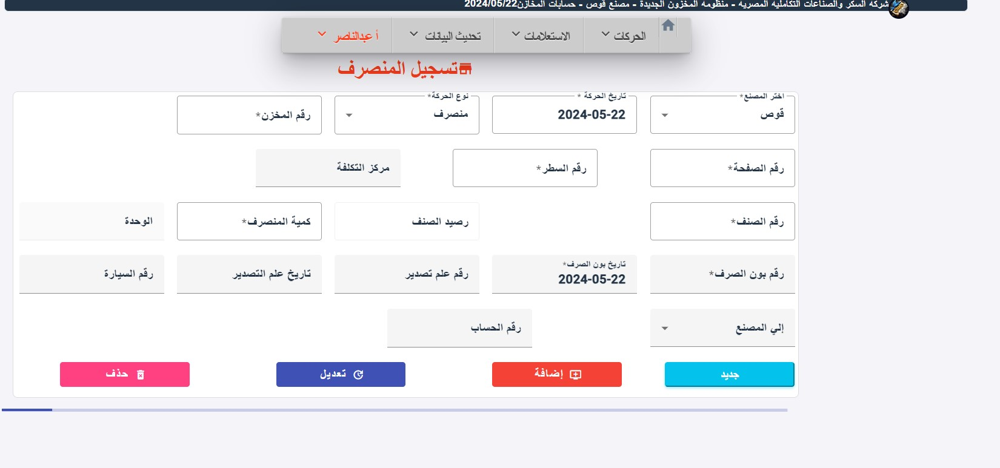 شركة السكر والصناعات التكاملية المصرية - منظومة المخزون الجديدة - مصنع قوص - حسابات المخازن2024/05/22
الحركات
الاستعلامات
تحديث البيانات
أ عبدالناصر
تسجيل المنصرف
اختر المصنع*
قوص
تاريخ الحركة *
2024-05-22
نوع الحركة*
منصرف
رقم المخزن*
رقم الصفحة*
رقم السطر*
مركز التكلفة
رقم الصنف*
رصيد الصنف
كمية المنصرف*
الوحدة
رقم بون الصرف*
تاريخ بون الصرف*
2024-05-22
رقم علم تصدير
تاريخ علم التصدير
رقم السيارة
إلي المصنع
رقم الحساب
جديد
إضافة
تعديل
حذف